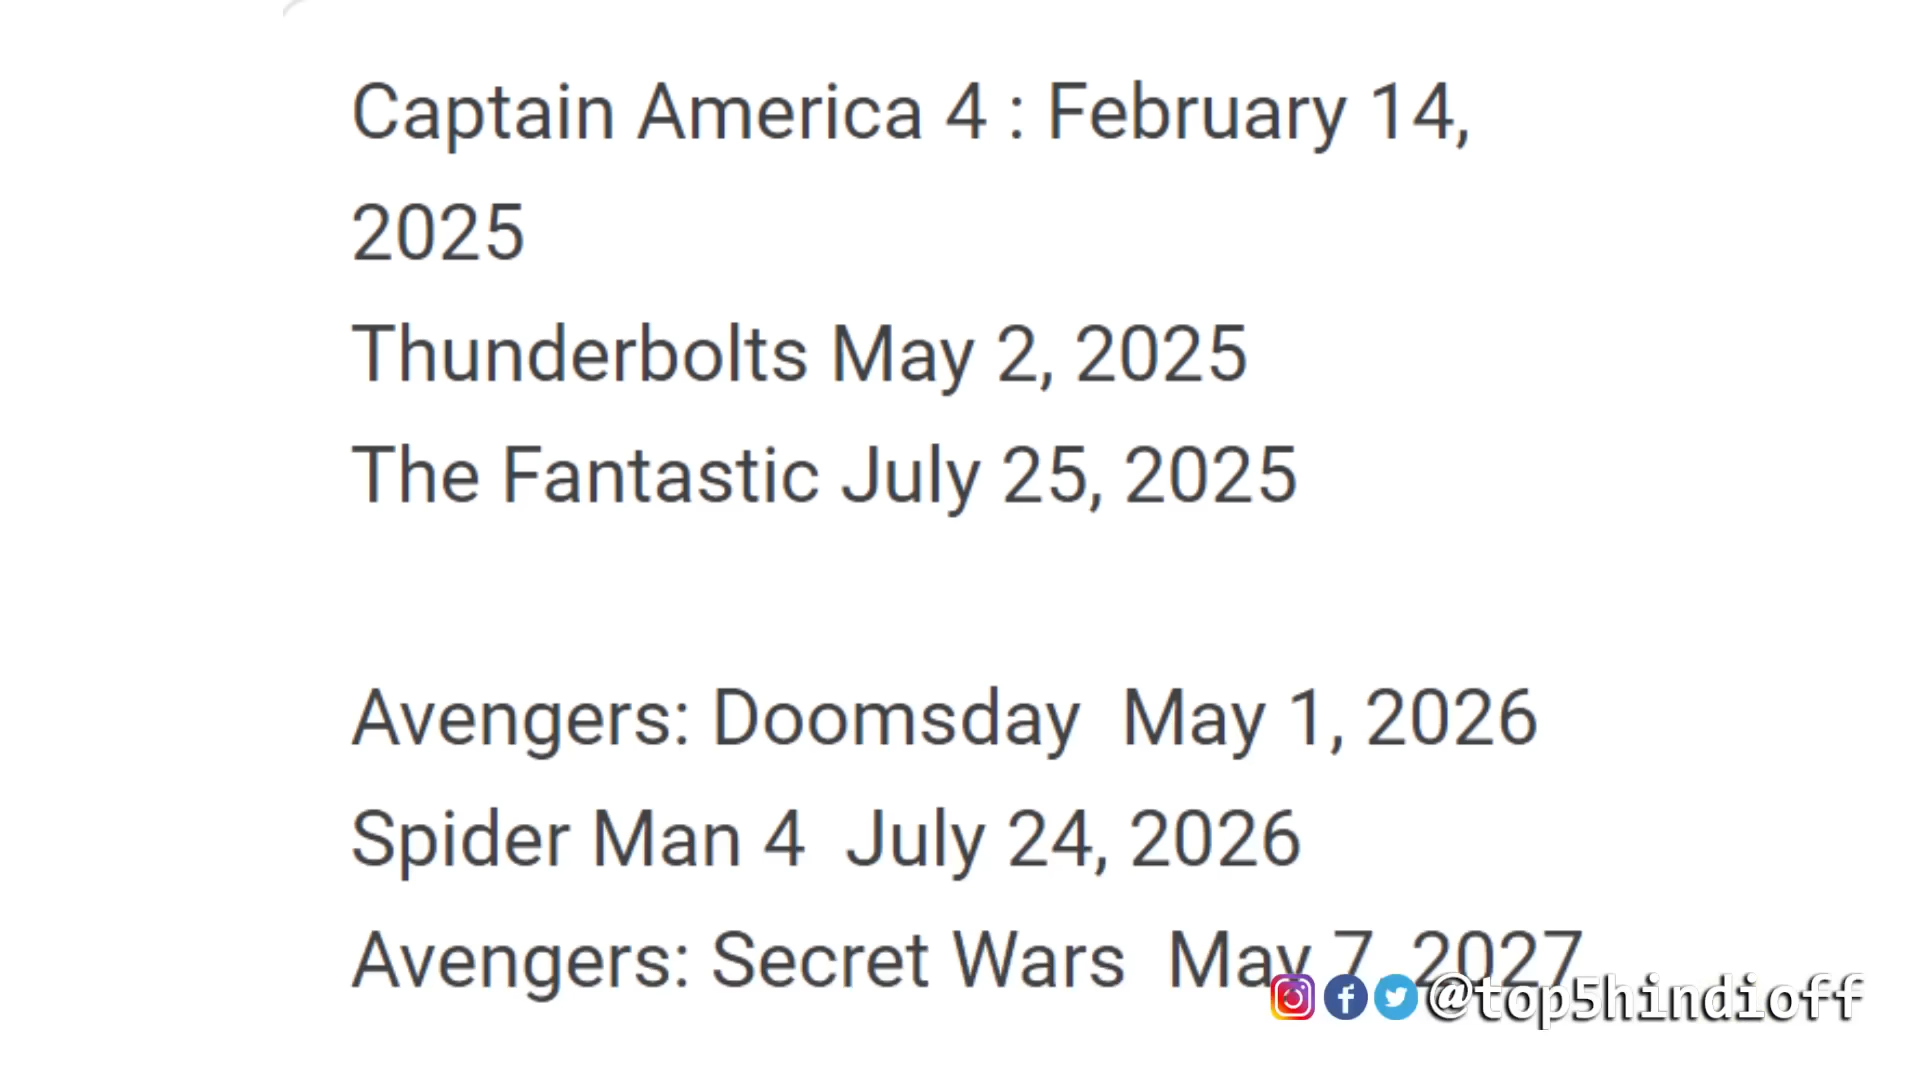 Captain America 4 : February 14,
2025
Thunderbolts May 2, 2025
The Fantastic July 25, 2025
Avengers: Doomsday May 1, 2026
Spider Man 4 July 24, 2026
Avengers: Secret Wars May 7, 2027
@top5hindioff